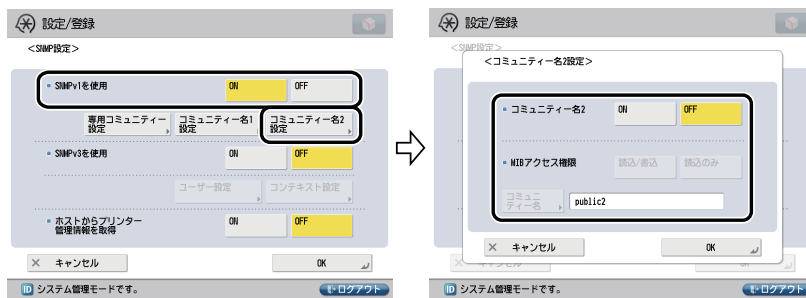 設定/登録
<SNMP設定>
SNMPv1を使用
ON
OFF
専用コミュニティー
設定
コミュニティー名1
設定
コミュニティー名2
設定
SNMPv3を使用
ON
OFF
ユーザー設定
コンテキスト設定
ホストからプリンター
管理情報を取得
ON
OFF
キャンセル
OK
ID システム管理モードです。
ログアウト
設定/登録
<SNMP設定>
<コミュニティー名2設定>
コミュニティー名2
ON
OFF
MIBアクセス権限
読込/書込
読込のみ
コミュニ
ティー名
public2
キャンセル
OK
キャンセル
OK
ID システム管理モードです。
ログアウト